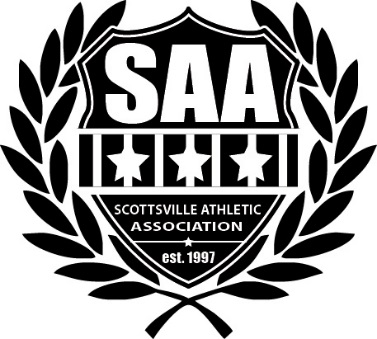 SAA
SCOTTSVILLE ATHLETIC
ASSOCIATION
est. 1997